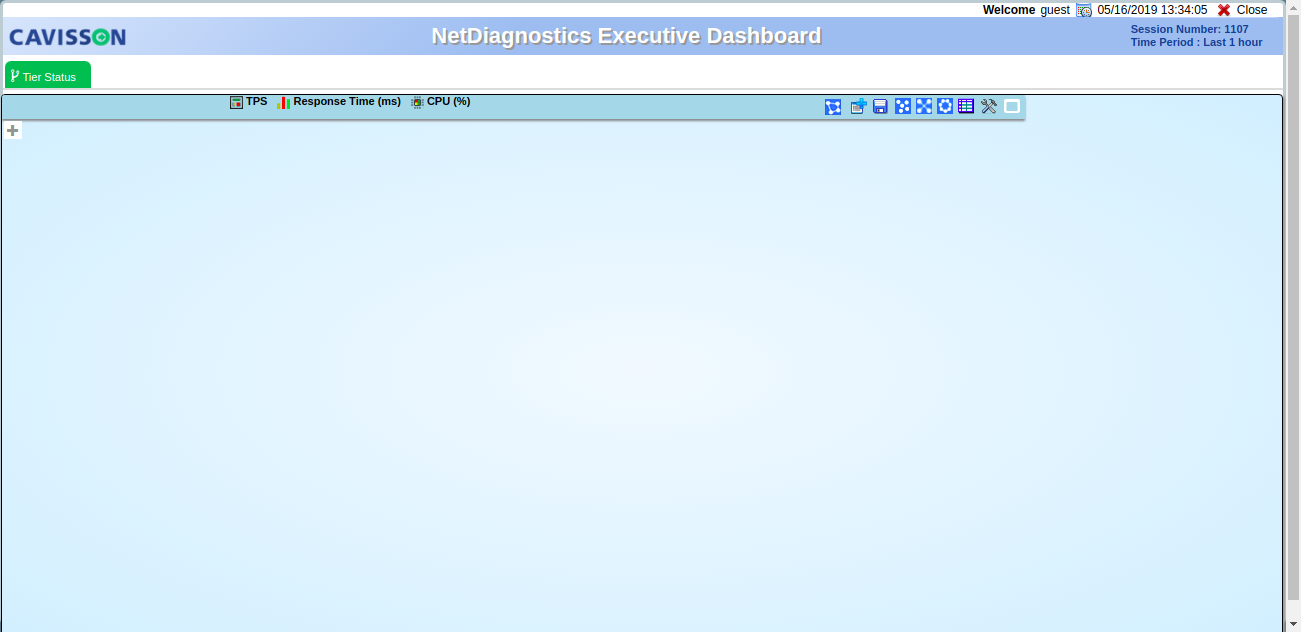 Welcome guest 05/16/2019 13:34:05 Close
CAVISSON
NetDiagnostics Executive Dashboard
Session Number: 1107
Time Period : Last 1 hour
Tier Status
TPS Response Time (ms) CPU (%)